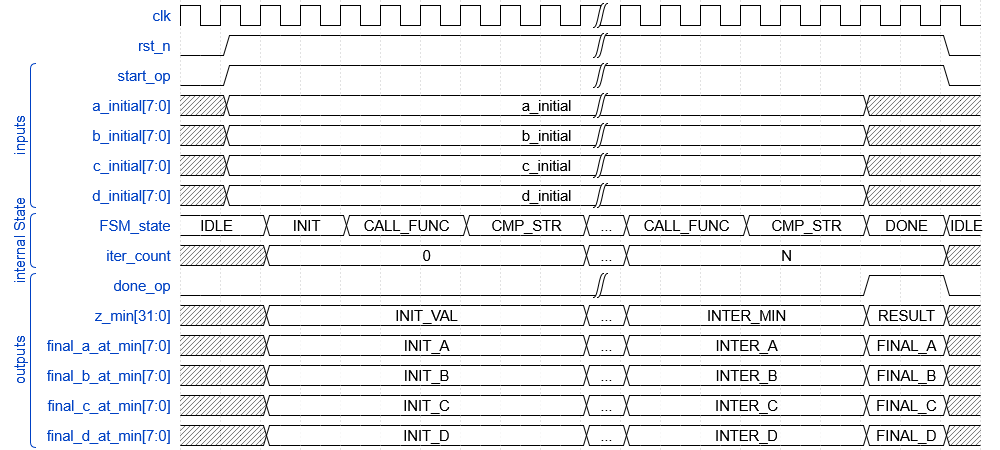 clk
rst_n
start_op
a_initial[7:0] a_initial
b_initial[7:0] b_initial
c_initial[7:0] c_initial
d_initial[7:0] d_initial
inputs
FSM_state IDLE INIT CALL_FUNC CMP_STR ... CALL_FUNC CMP_STR DONE IDLE
iter_count 0 ... N
internal State
done_op
z_min[31:0] INIT_VAL ... INTER_MIN RESULT
final_a_at_min[7:0] INIT_A ... INTER_A FINAL_A
final_b_at_min[7:0] INIT_B ... INTER_B FINAL_B
final_c_at_min[7:0] INIT_C ... INTER_C FINAL_C
final_d_at_min[7:0] INIT_D ... INTER_D FINAL_D
outputs